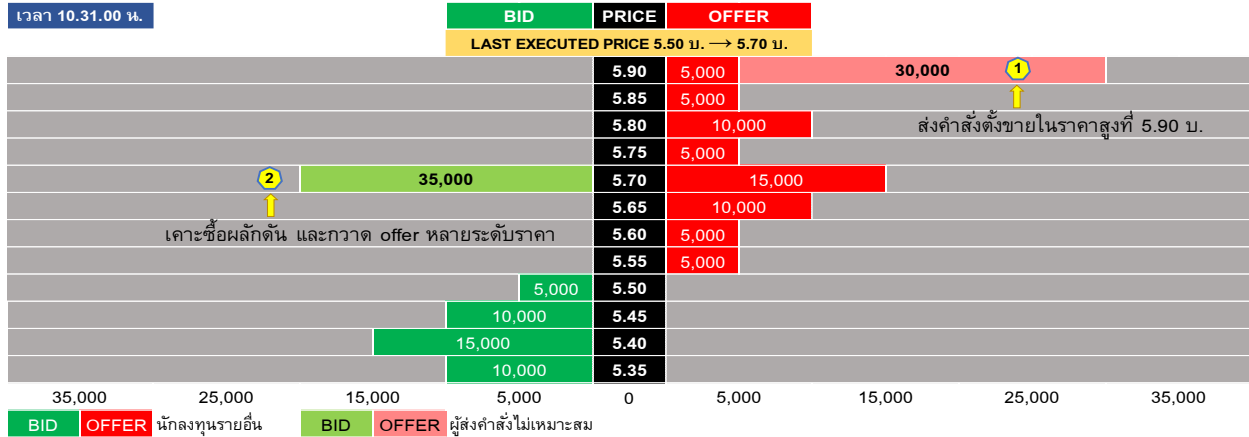 เวลา 10.31.00 น. BID PRICE OFFER
LAST EXECUTED PRICE 5.50 บ. → 5.70 บ.
5.90 5,000 30,000 1
5.85 5,000
5.80 10,000 ส่งคำสั่งตั้งขายในราคาสูงที่ 5.90 บ.
5.75 5,000
2 35,000 5.70 15,000
5.65 10,000
เคาะซื้อผลักดัน และกวาด offer หลายระดับราคา 5.60 5,000
5.55 5,000
5,000 5.50
10,000 5.45
15,000 5.40
10,000 5.35
35,000 25,000 15,000 5,000 0 5,000 15,000 25,000 35,000
BID OFFER นักลงทุนรายอื่น BID OFFER ผู้ส่งคำสั่งไม่เหมาะสม